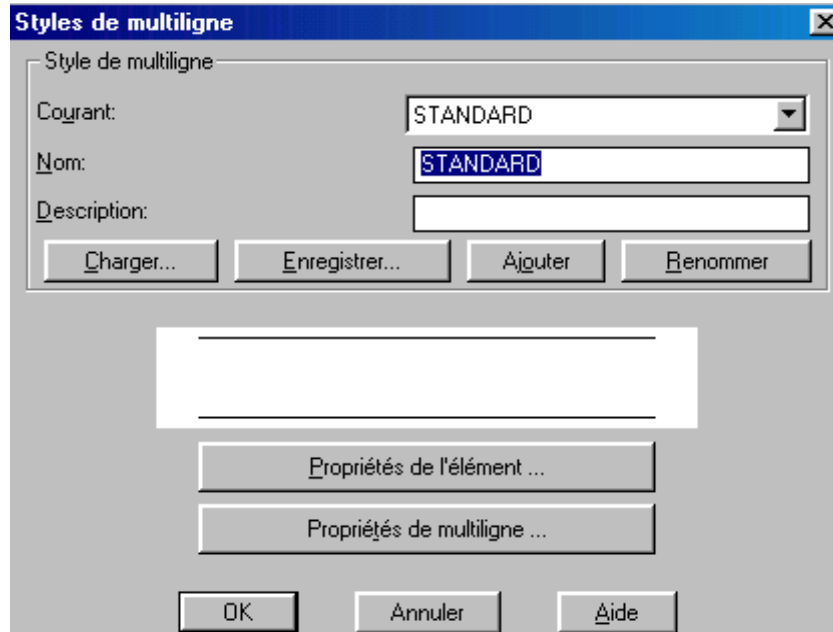 Styles de multiligne
Style de multiligne
Courant: STANDARD
Nom: STANDARD
Description:
Charger... Enregistrer... Ajouter Renommer
Propriétés de l'élément ...
Propriétés de multiligne ...
OK Annuler Aide